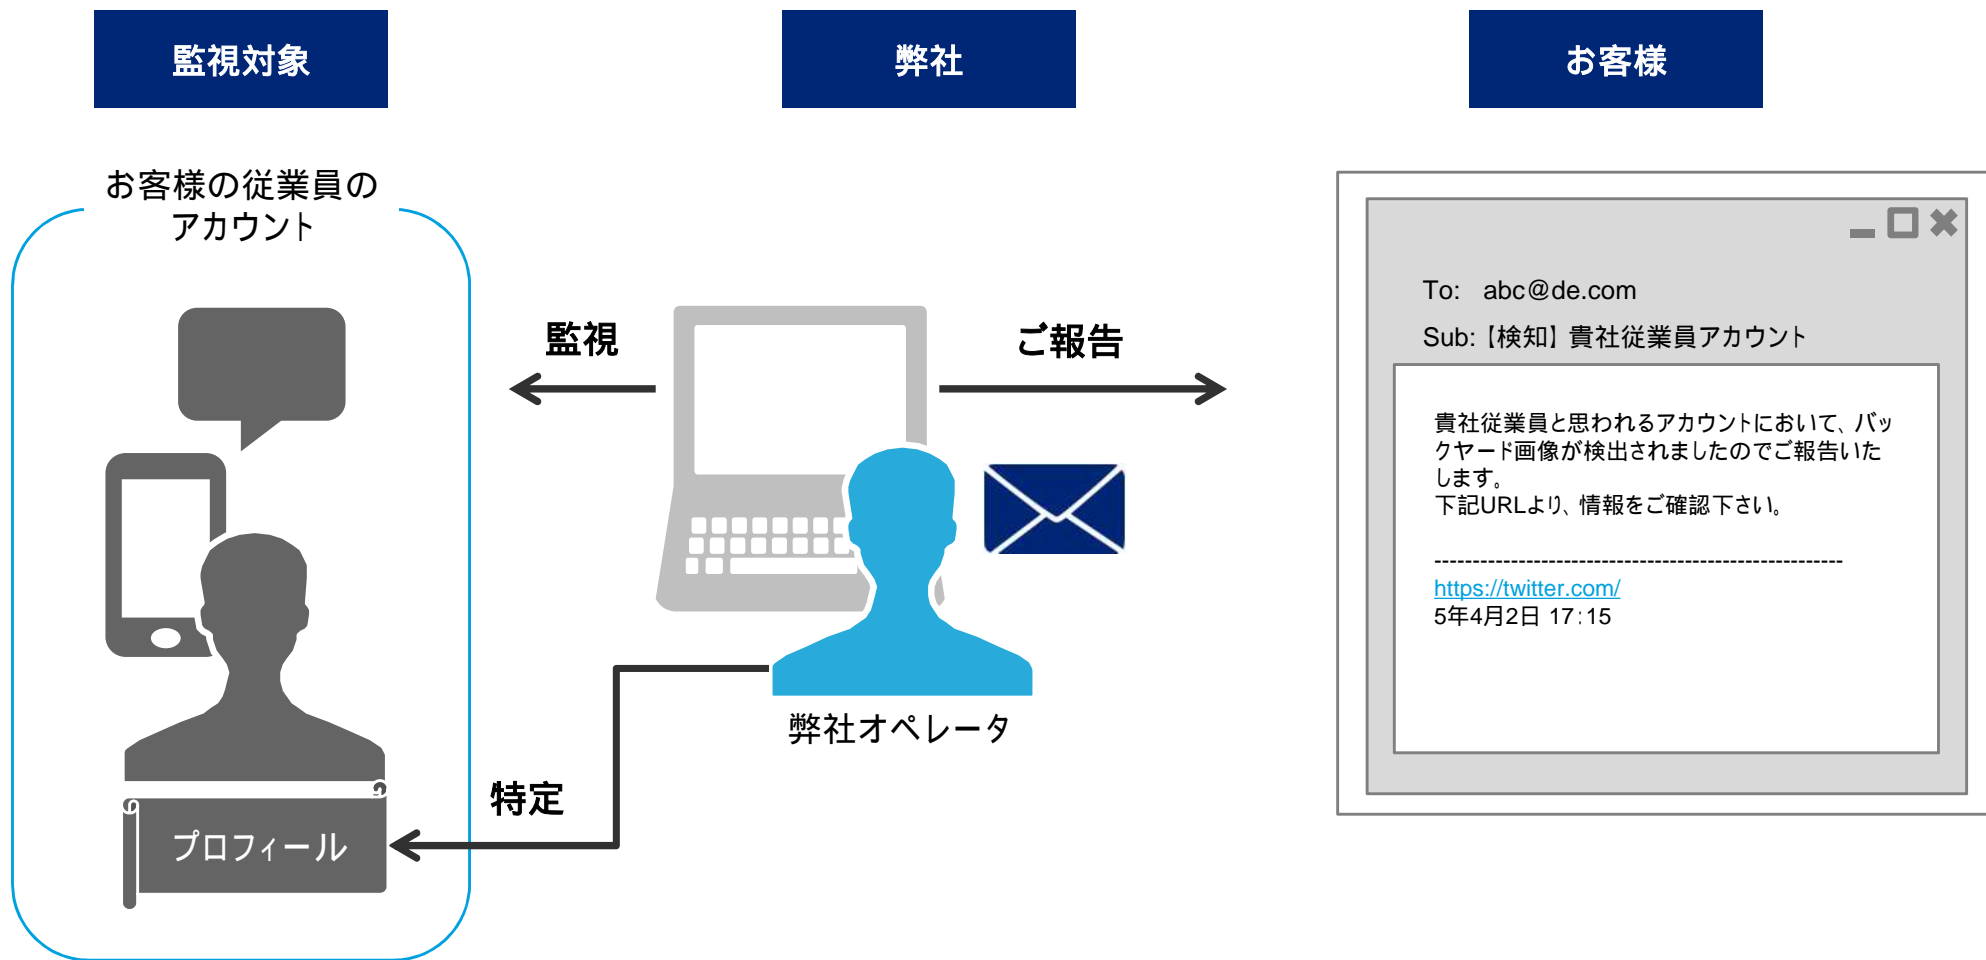 監視対象
弊社
お客様
お客様の従業員の
アカウント
監視
ご報告
弊社オペレータ
特定
プロフィール
To: abc@de.com
Sub:【検知】貴社従業員アカウント
貴社従業員と思われるアカウントにおいて、バッ
クヤード画像が検出されましたのでご報告いた
します。
下記URLより、情報をご確認下さい。
------------------------------------------------------
https://twitter.com/
5年4月2日 17:15